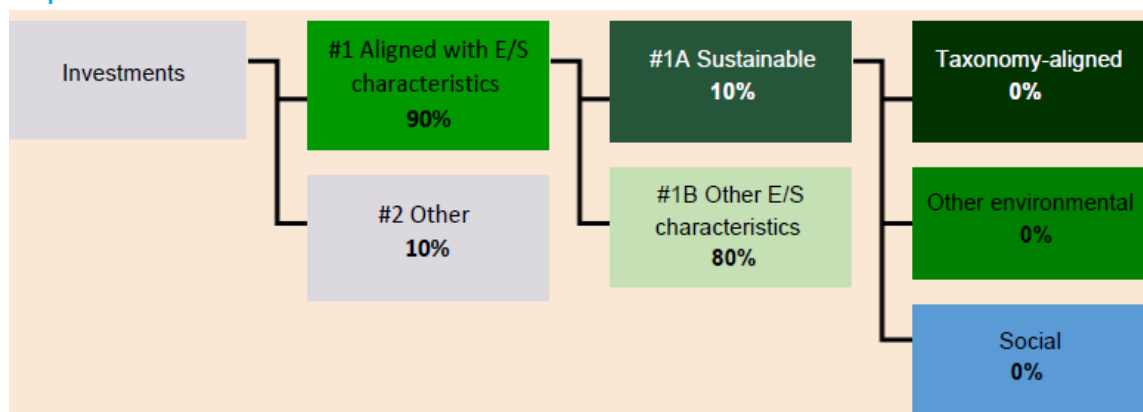 Investments
#1 Aligned with E/S
characteristics
90%
#2 Other
10%
#1A Sustainable
10%
#1B Other E/S
characteristics
80%
Taxonomy-aligned
0%
Other environmental
0%
Social
0%